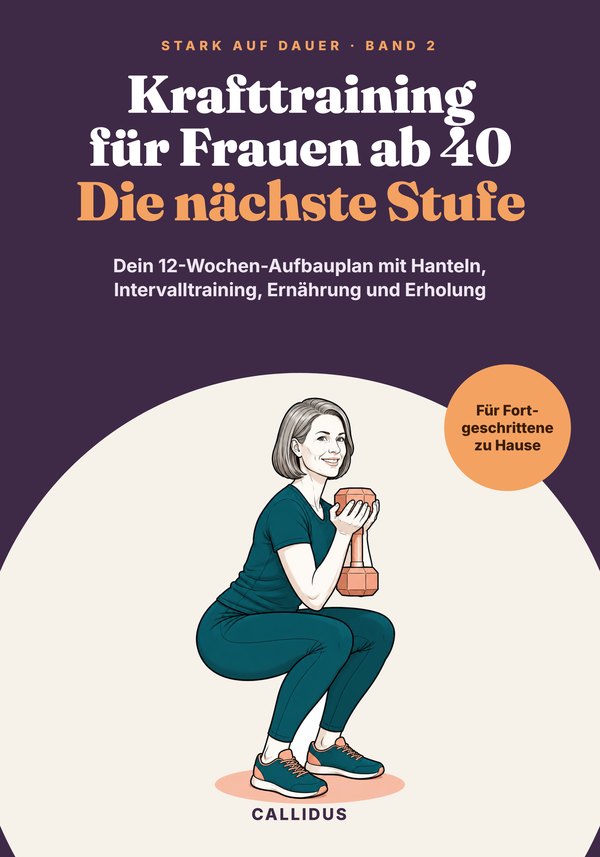 STARK AUF DAUER · BAND 2
Krafttraining
für Frauen ab 40
Die nächste Stufe
Dein 12-Wochen-Aufbauplan mit Hanteln,
Intervalltraining, Ernährung und Erholung
Für Fort-
geschrittene
zu Hause
CALLIDUS